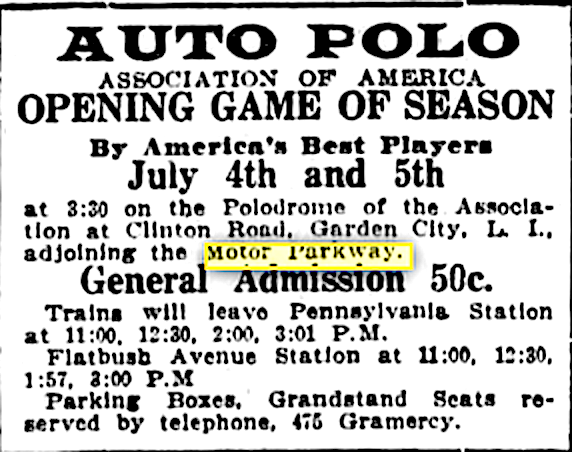 AUTO POLO
ASSOCIATION OF AMERICA
OPENING GAME OF SEASON
By America's Best Players
July 4th and 5th
at 3:30 on the Polodrome of the Associa-
tion at Clinton Road, Garden City, L. I.,
adjoining the Motor Parkway.
General Admission 50c.
Trains will leave Pennsylvania Station
at 11:00, 12:30, 2:00, 3:01 P.M.
Flatbush Avenue Station at 11:00, 12:30,
1:57, 3:00 P.M
Parking Boxes, Grandstand Seats re-
served by telephone, 475 Gramercy.